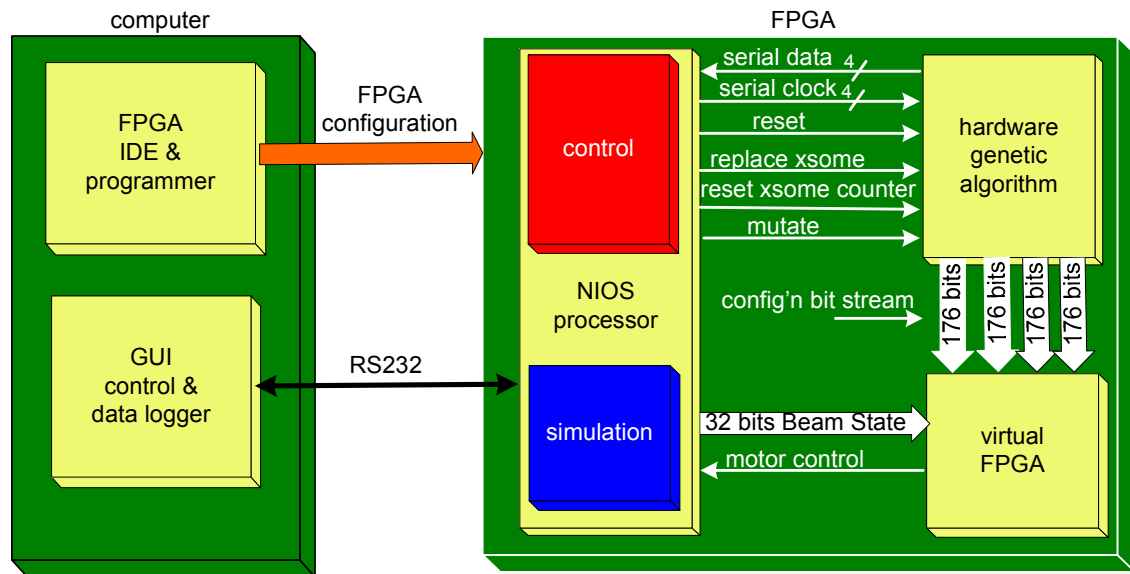 computer
FPGA
FPGA
IDE &
programmer
FPGA
configuration
GUI
control &
data logger
RS232
control
NIOS
processor
simulation
serial data 4
serial clock 4
reset
replace xsome
reset xsome counter
mutate
hardware
genetic
algorithm
config'n bit stream
176 bits
176 bits
176 bits
176 bits
32 bits Beam State
motor control
virtual
FPGA